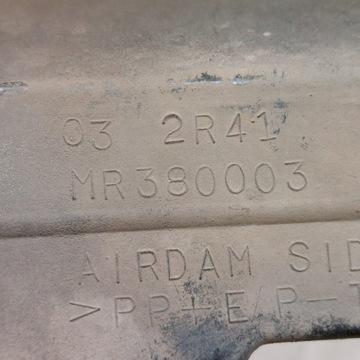 03 2R41
MR380003
AIRDAM SID
>PP+E/P-T